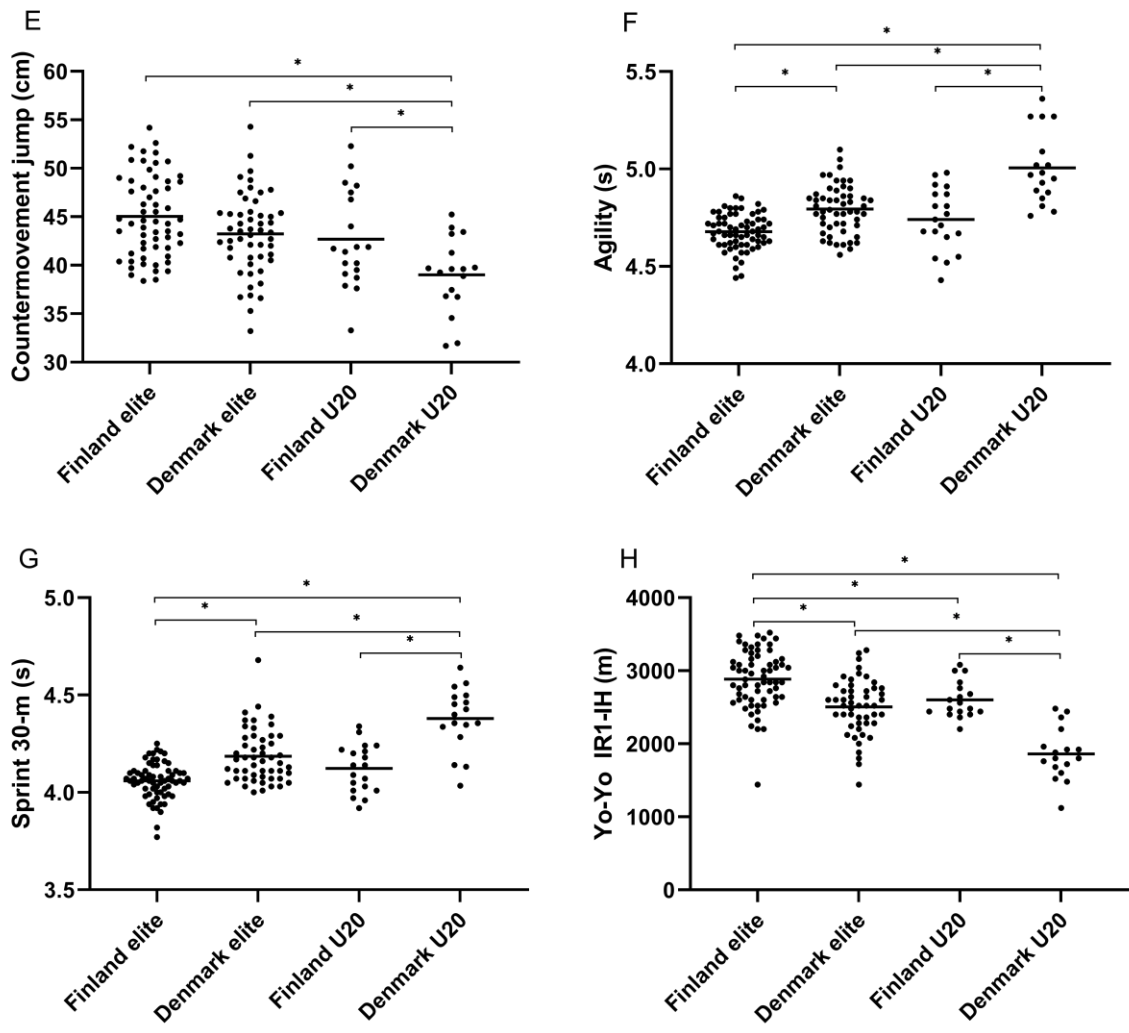 E
Countermovement jump (cm)
60
55
50
45
40
35
30
*
*
*
Finland elite
Denmark elite
Finland U20
Denmark U20
F
Agility (s)
5.5
5.0
4.5
4.0
*
*
*
*
Finland elite
Denmark elite
Finland U20
Denmark U20
G
Sprint 30-m (s)
5.0
4.5
4.0
3.5
*
*
*
*
Finland elite
Denmark elite
Finland U20
Denmark U20
H
Yo-Yo IR1-IH (m)
4000
3000
2000
1000
0
*
*
*
*
*
Finland elite
Denmark elite
Finland U20
Denmark U20